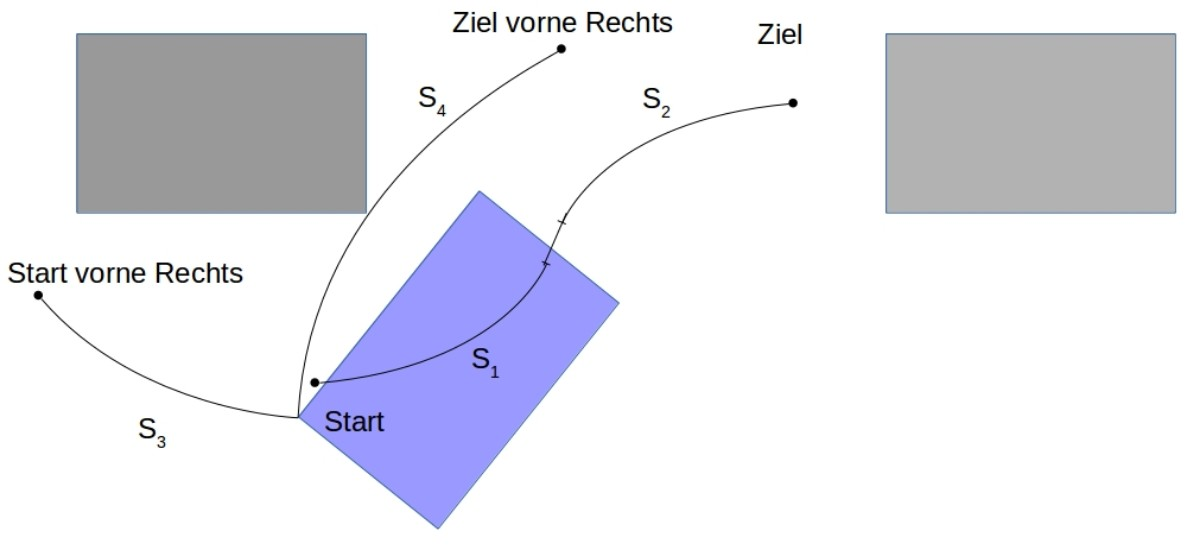 Ziel vorne Rechts
Ziel
S₄
S₂
Start vorne Rechts
S₁
Start
S₃